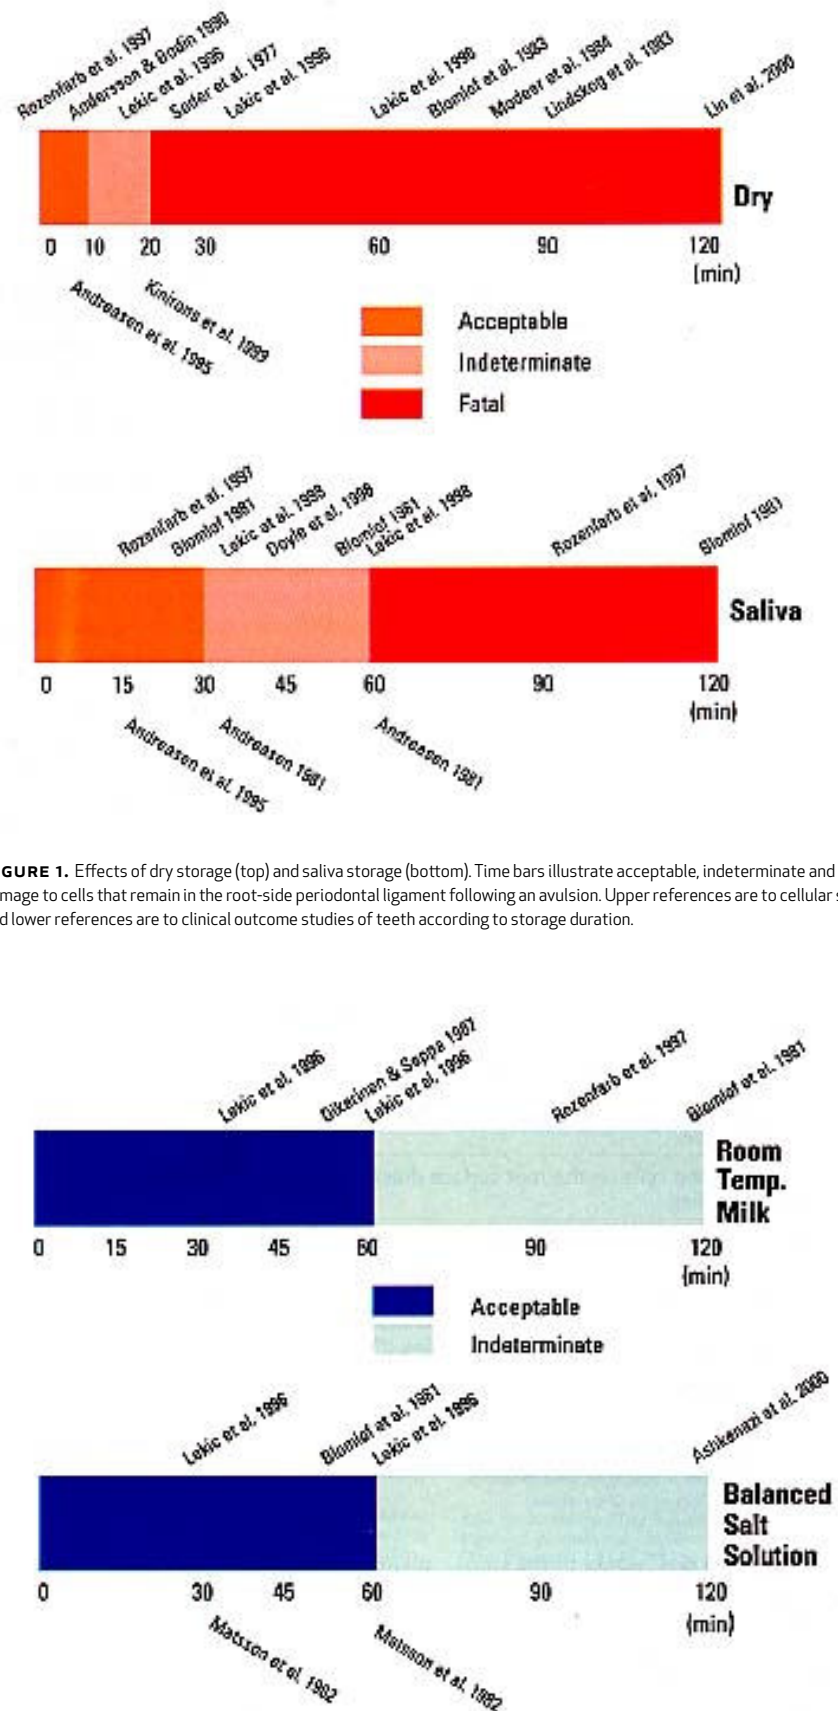 Rozenfarb et al. 1997
Andersson & Bodin 1990
Lekic et al. 1996
Soder et al. 1977
Lekic et al. 1998
Lekic et al. 1998
Blomlof et al. 1983
Modeer et al. 1984
Lindskog et al. 1983
Lin et al. 2000
Dry
0 10 20 30 60 90 120
(min)
Andreasen et al. 1995
Kinirons et al. 1999
Acceptable
Indeterminate
Fatal
Rozenfarb et al. 1997
Blomlof 1981
Lekic et al. 1998
Doyle et al. 1998
Blomlof 1981
Lekic et al. 1998
Rozenfarb et al. 1997
Blomlof 1981
Saliva
0 15 30 45 60 90 120
(min)
Andreasen et al. 1995
Andreasen 1981
Andreasen 1981
GURE 1. Effects of dry storage (top) and saliva storage (bottom). Time bars illustrate acceptable, indeterminate and
mage to cells that remain in the root-side periodontal ligament following an avulsion. Upper references are to cellular s
d lower references are to clinical outcome studies of teeth according to storage duration.
Lekic et al. 1996
Oikarinen & Seppa 1987
Lekic et al. 1996
Rozenfarb et al. 1997
Blomlof et al. 1981
Room
Temp.
Milk
0 15 30 45 60 90 120
(min)
Acceptable
Indeterminate
Lekic et al. 1996
Blomlof et al. 1981
Lekic et al. 1996
Ashkenazi et al. 2000
Balanced
Salt
Solution
0 30 45 60 90 120
(min)
Matsson et al. 1982
Matsson et al. 1982